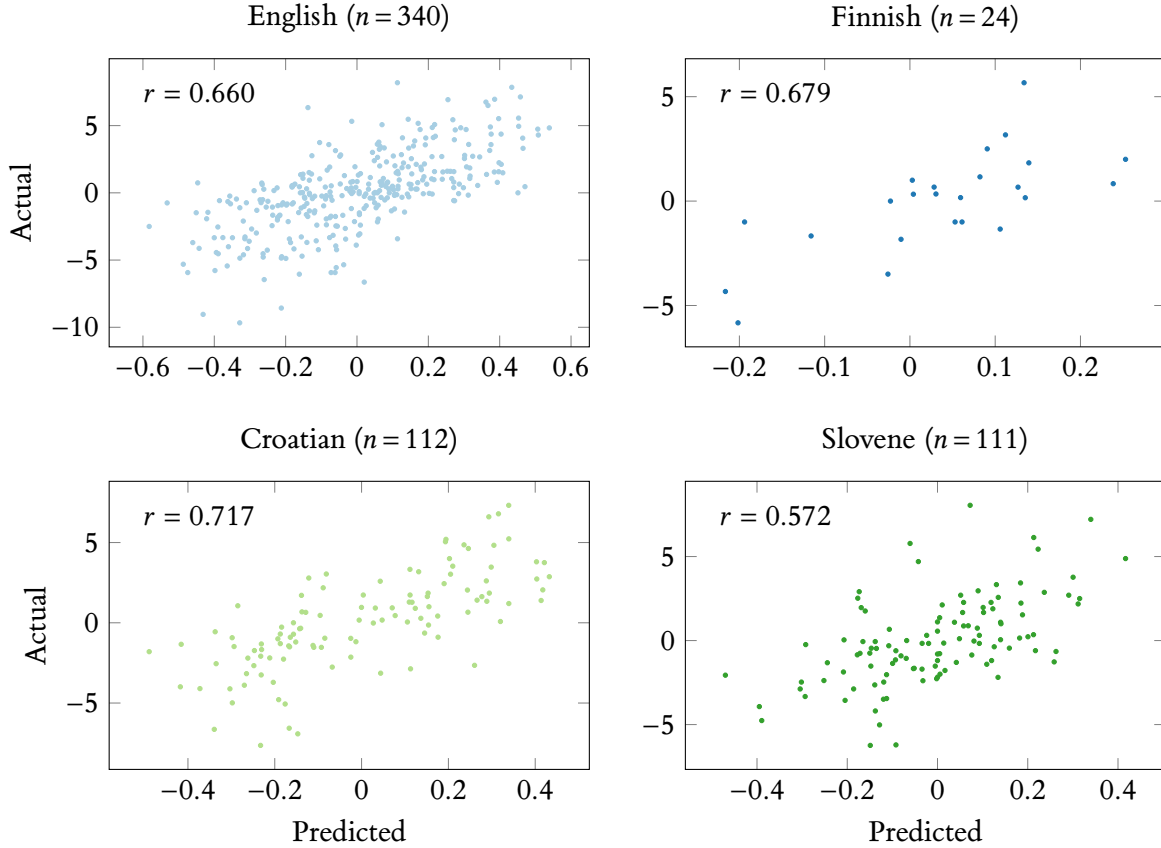 English (n = 340)
Finnish (n = 24)
r = 0.660
r = 0.679
Actual
5
0
−5
−10
−0.6 −0.4 −0.2 0 0.2 0.4 0.6
5
0
−5
−0.2 −0.1 0 0.1 0.2
Croatian (n = 112)
Slovene (n = 111)
r = 0.717
r = 0.572
Actual
5
0
−5
−0.4 −0.2 0 0.2 0.4
5
0
−5
−0.4 −0.2 0 0.2 0.4
Predicted
Predicted